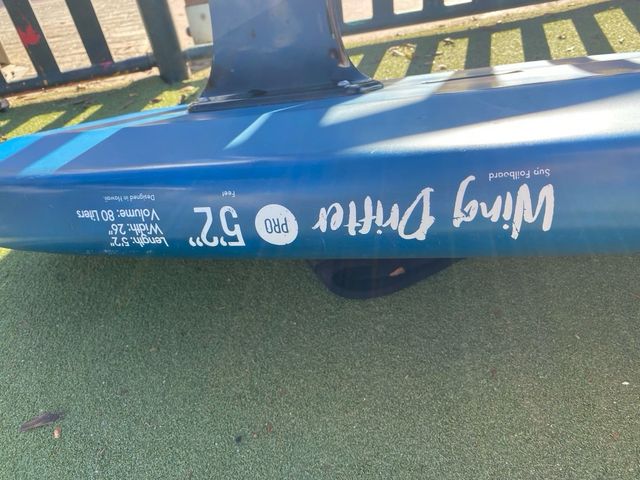 Sup Foilboard
Wing Drifter
PRO
5'2"
Feet
Length: 5'2"
Width: 26"
Volume: 80 Liters
Designed in Hawaii.